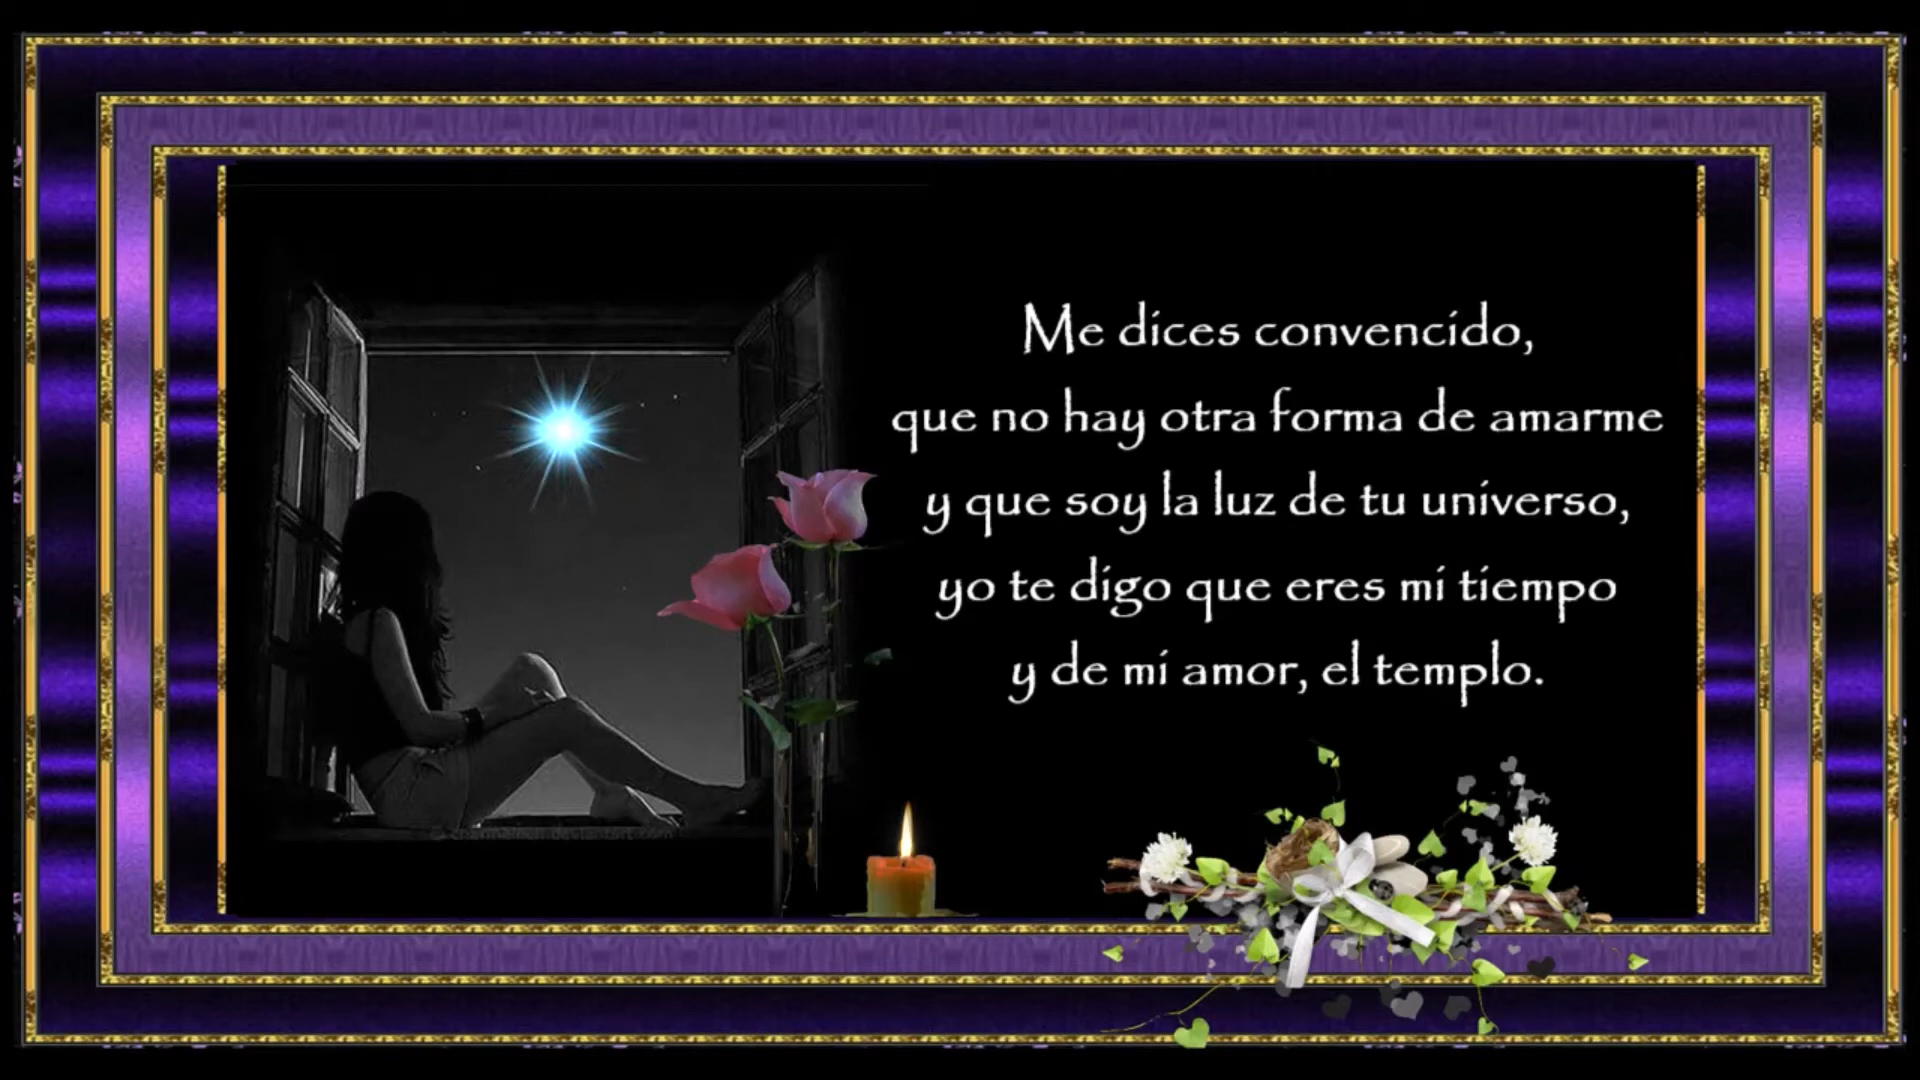 Me dices convencido,
que no hay otra forma de amarme
y que soy la luz de tu universo,
yo te digo que eres mi tiempo
y de mi amor, el templo.